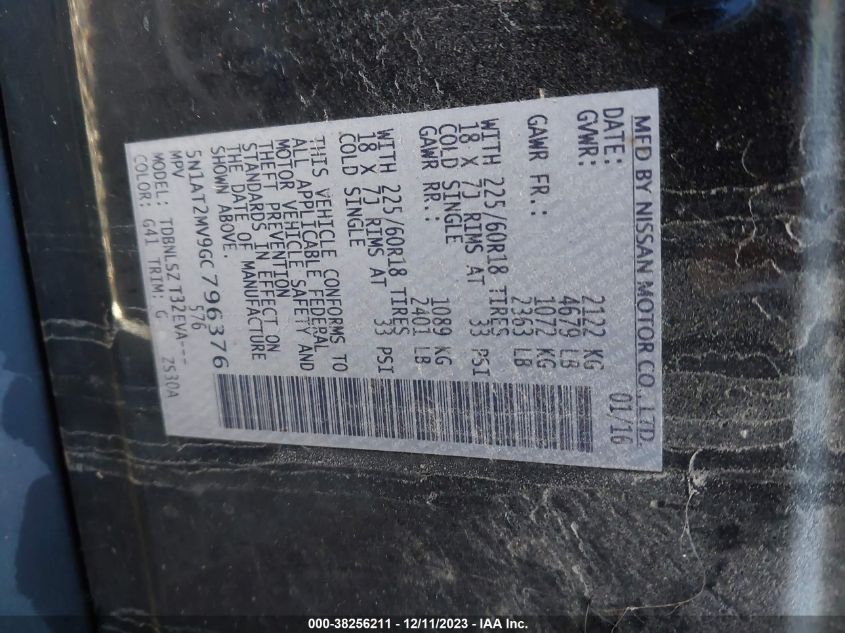 MFD BY NISSAN MOTOR CO., LTD.
DATE: 01/16
GVWR: 2122 KG
4679 LB
GAWR FR.: 1072 KG
2363 LB
WITH 225/60R18 TIRES
18 X 7J RIMS AT 33 PSI
COLD SINGLE
GAWR RR.: 1089 KG
2401 LB
WITH 225/60R18 TIRES
18 X 7J RIMS AT 33 PSI
COLD SINGLE
THIS VEHICLE CONFORMS TO
ALL APPLICABLE FEDERAL
MOTOR VEHICLE SAFETY AND
THEFT PREVENTION
STANDARDS IN EFFECT ON
THE DATE OF MANUFACTURE
SHOWN ABOVE.
5N1AT2MV9GC796376
MPV 576
MODEL: TDBNLSZ T32EVA---
COLOR: G41 TRIM: G ZS30A
000-38256211 - 12/11/2023 - IAA Inc.